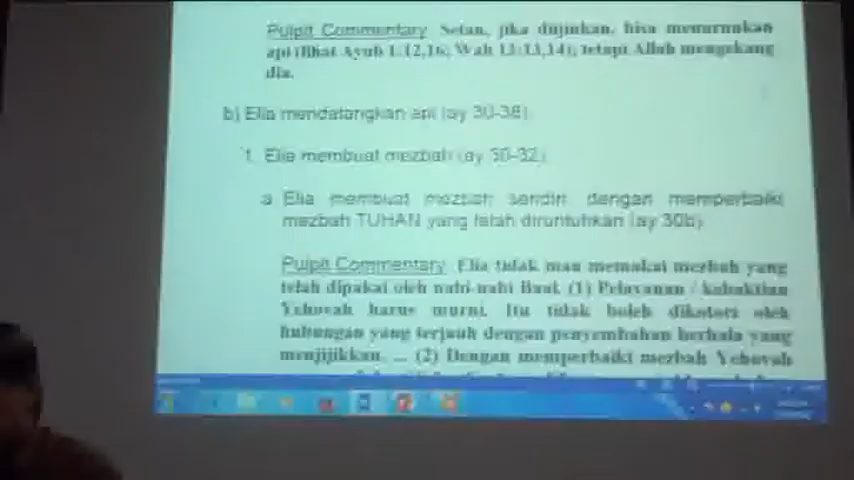 Pulpit Commentary: Setan, jika diijinkan, bisa menurunkan
api (lihat Ayub 1:12,16; Wah 13:13,14), tetapi Allah mengekang
dia.
b) Elia mendatangkan api (ay 30-38).
1. Elia membuat mezbah (ay 30-32).
a. Elia membuat mezbah sendiri dengan memperbaiki
mezbah TUHAN yang telah diruntuhkan (ay 30b).
Pulpit Commentary: Elia tidak mau memakai mezbah yang
telah dipakai oleh nabi-nabi Baal. (1) Pelayanan / kebaktian
Yehovah harus murni. Itu tidak boleh dikotori oleh
hubungan yang terjauh dengan penyembahan berhala yang
menjijikkan. ... (2) Dengan memperbaiki mezbah Yehovah